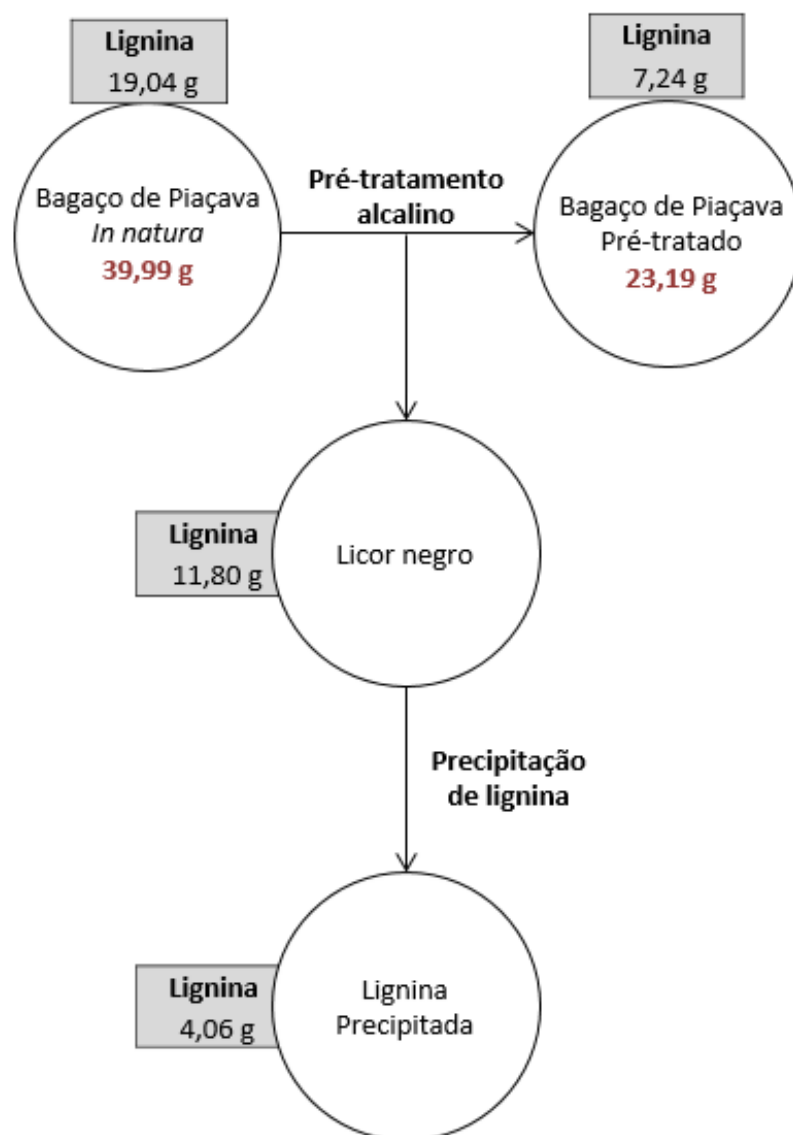 Lignina
19,04 g
Lignina
7,24 g
Bagaço de Piaçava
In natura
39,99 g
Pré-tratamento
alcalino
Bagaço de Piaçava
Pré-tratado
23,19 g
Lignina
11,80 g
Licor negro
Precipitação
de lignina
Lignina
4,06 g
Lignina
Precipitada